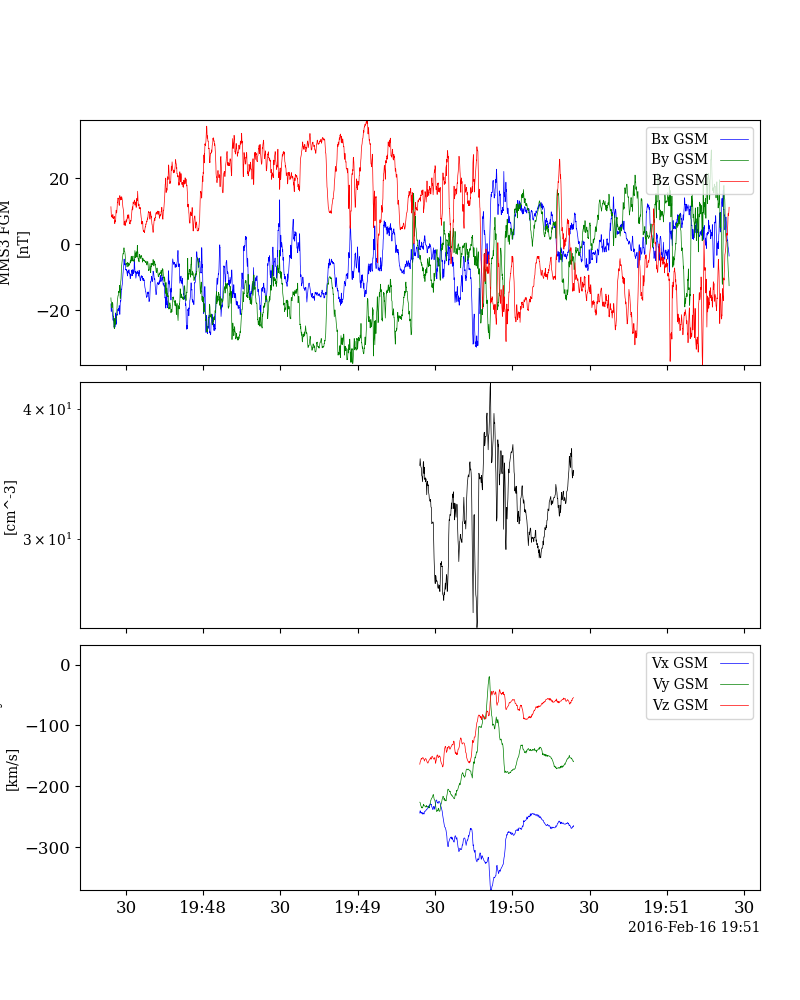 Bx GSM
By GSM
Bz GSM
MMS3 FGM
[nT]
20
0
−20
4 × 10¹
3 × 10¹
[cm^-3]
Vx GSM
Vy GSM
Vz GSM
0
−100
−200
−300
[km/s]
30 19:48 30 19:49 30 19:50 30 19:51 30
2016-Feb-16 19:51